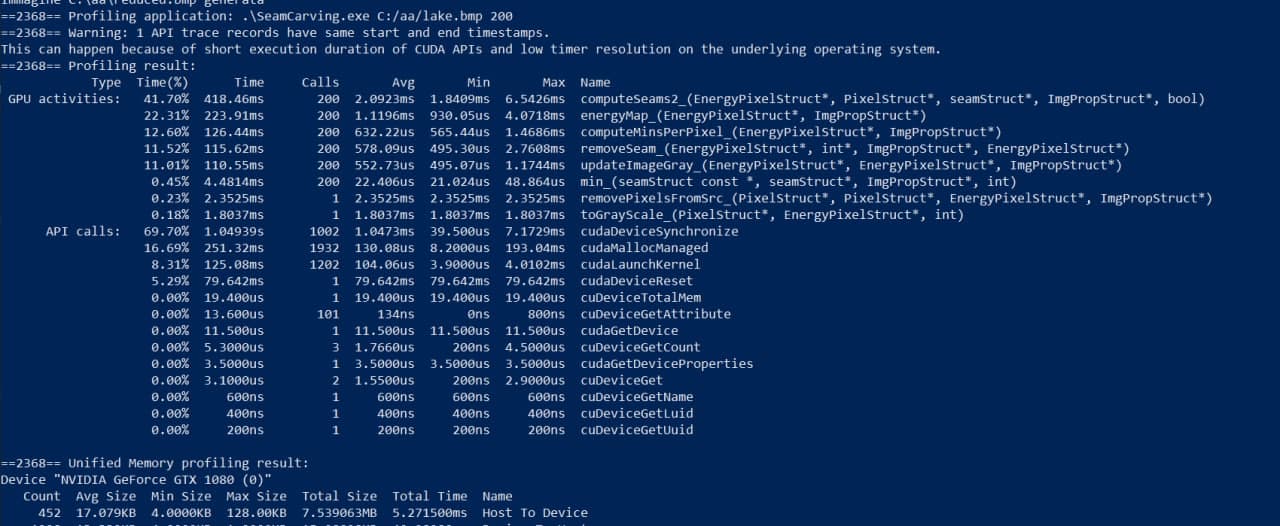 immagine C:\aa\reduced.bmp generata
==2368== Profiling application: .\SeamCarving.exe C:/aa/lake.bmp 200
==2368== Warning: 1 API trace records have same start and end timestamps.
This can happen because of short execution duration of CUDA APIs and low timer resolution on the underlying operating system.
==2368== Profiling result:
Type Time(%) Time Calls Avg Min Max Name
GPU activities: 41.70% 418.46ms 200 2.0923ms 1.8409ms 6.5426ms computeSeams2_(EnergyPixelStruct*, PixelStruct*, seamStruct*, ImgPropStruct*, bool)
22.31% 223.91ms 200 1.1196ms 930.05us 4.0718ms energyMap_(EnergyPixelStruct*, ImgPropStruct*)
12.60% 126.44ms 200 632.22us 565.44us 1.4686ms computeMinsPerPixel_(EnergyPixelStruct*, ImgPropStruct*)
11.52% 115.62ms 200 578.09us 495.30us 2.7608ms removeSeam_(EnergyPixelStruct*, int*, ImgPropStruct*, EnergyPixelStruct*)
11.01% 110.55ms 200 552.73us 495.07us 1.1744ms updateImageGray_(EnergyPixelStruct*, EnergyPixelStruct*, ImgPropStruct*)
0.45% 4.4814ms 200 22.406us 21.024us 48.864us min_(seamStruct const *, seamStruct*, ImgPropStruct*, int)
0.23% 2.3525ms 1 2.3525ms 2.3525ms 2.3525ms removePixelsFromSrc_(PixelStruct*, PixelStruct*, EnergyPixelStruct*, ImgPropStruct*)
0.18% 1.8037ms 1 1.8037ms 1.8037ms 1.8037ms toGrayScale_(PixelStruct*, EnergyPixelStruct*, int)
API calls: 69.70% 1.04939s 1002 1.0473ms 39.500us 7.1729ms cudaDeviceSynchronize
16.69% 251.32ms 1932 130.08us 8.2000us 193.04ms cudaMallocManaged
8.31% 125.08ms 1202 104.06us 3.9000us 4.0102ms cudaLaunchKernel
5.29% 79.642ms 1 79.642ms 79.642ms 79.642ms cudaDeviceReset
0.00% 19.400us 1 19.400us 19.400us 19.400us cuDeviceTotalMem
0.00% 13.600us 101 134ns 0ns 800ns cuDeviceGetAttribute
0.00% 11.500us 1 11.500us 11.500us 11.500us cudaGetDevice
0.00% 5.3000us 3 1.7660us 200ns 4.5000us cuDeviceGetCount
0.00% 3.5000us 1 3.5000us 3.5000us 3.5000us cudaGetDeviceProperties
0.00% 3.1000us 2 1.5500us 200ns 2.9000us cuDeviceGet
0.00% 600ns 1 600ns 600ns 600ns cuDeviceGetName
0.00% 400ns 1 400ns 400ns 400ns cuDeviceGetLuid
0.00% 200ns 1 200ns 200ns 200ns cuDeviceGetUuid
==2368== Unified Memory profiling result:
Device "NVIDIA GeForce GTX 1080 (0)"
Count Avg Size Min Size Max Size Total Size Total Time Name
452 17.079KB 4.0000KB 128.00KB 7.539063MB 5.271500ms Host To Device